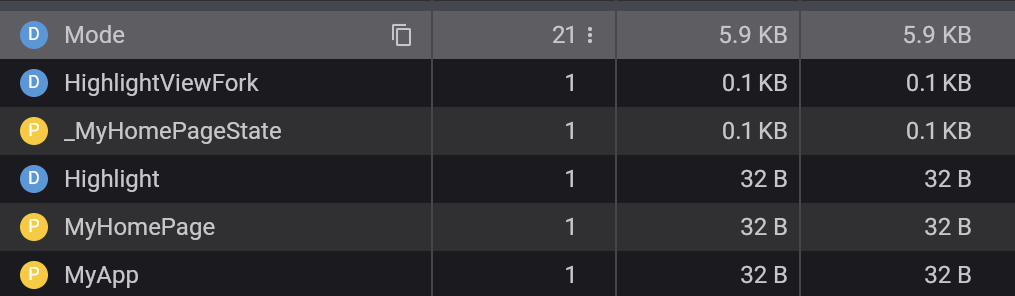 D Mode 21 5.9 KB 5.9 KB
D HighlightViewFork 1 0.1 KB 0.1 KB
P _MyHomePageState 1 0.1 KB 0.1 KB
D Highlight 1 32 B 32 B
P MyHomePage 1 32 B 32 B
P MyApp 1 32 B 32 B